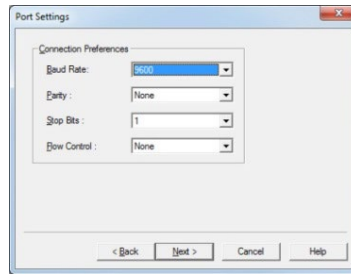 Port Settings
Connection Preferences
Baud Rate: 9600
Parity : None
Stop Bits : 1
Flow Control : None
< Back Next > Cancel Help